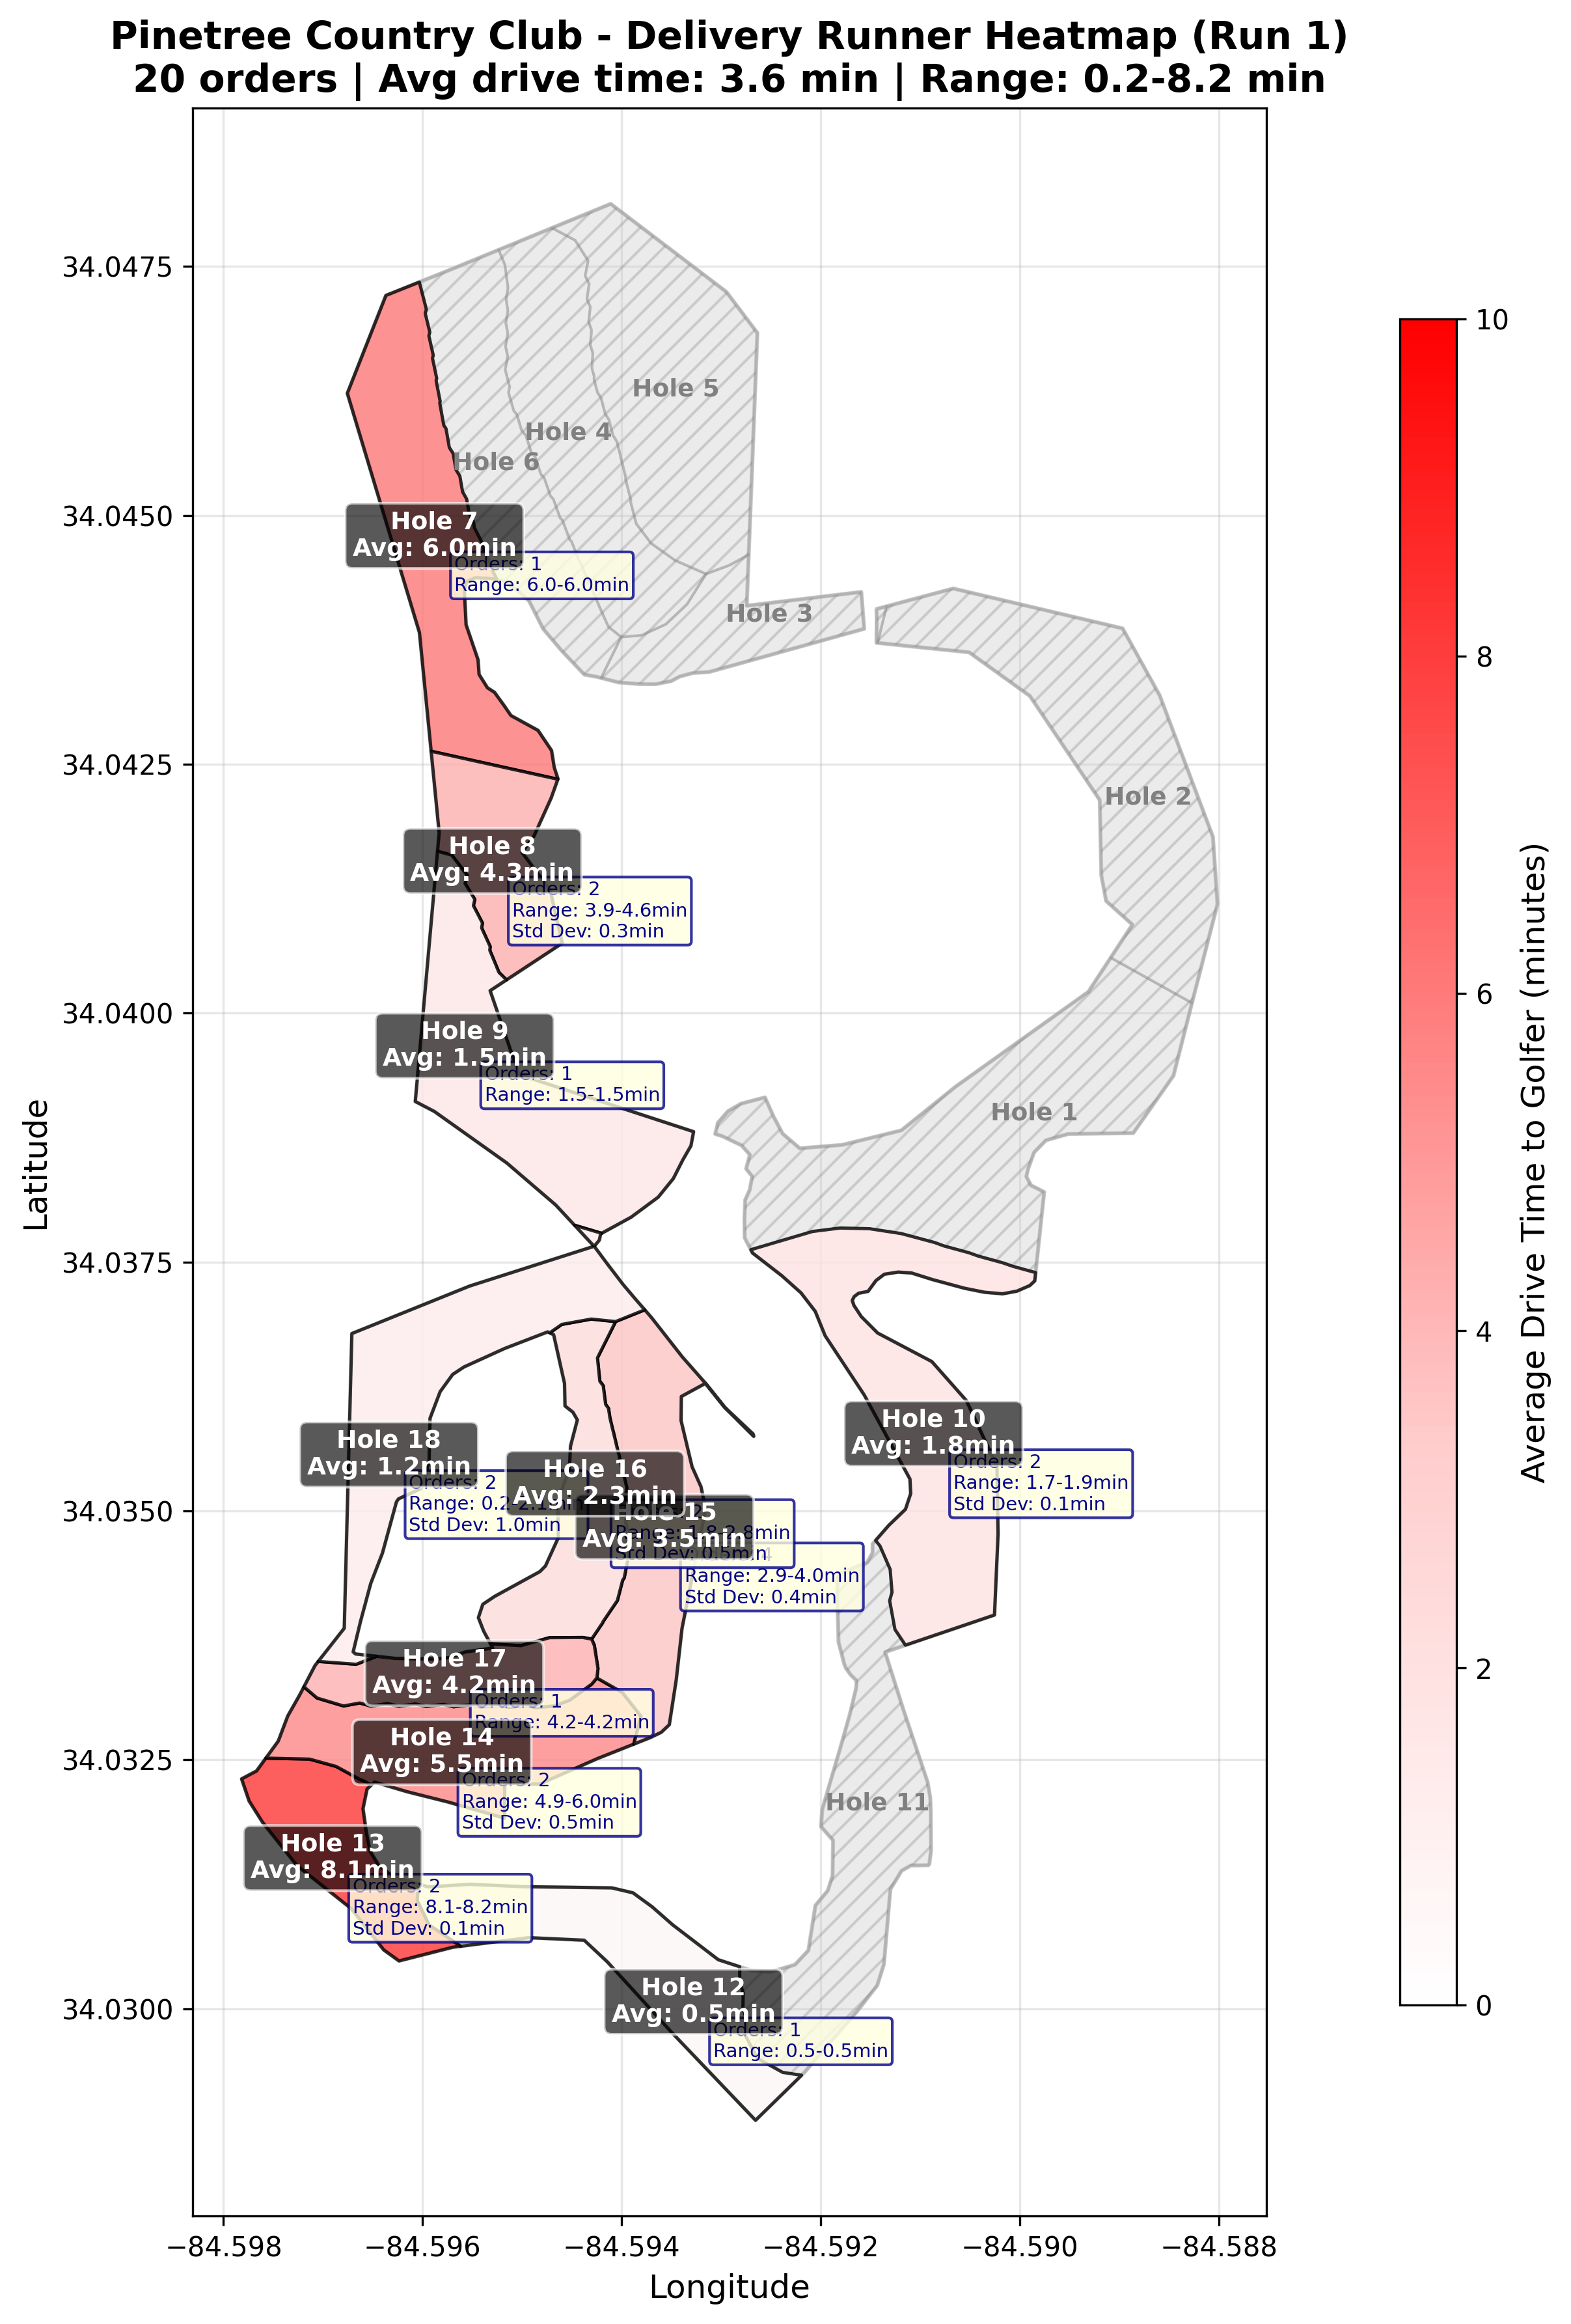 Pinetree Country Club - Delivery Runner Heatmap (Run 1)
20 orders | Avg drive time: 3.6 min | Range: 0.2-8.2 min
34.0475
34.0450
34.0425
34.0400
34.0375
34.0350
34.0325
34.0300
Latitude
Hole 5
Hole 4
Hole 6
Hole 7
Avg: 6.0min
Orders: 1
Range: 6.0-6.0min
Hole 3
Hole 2
Hole 8
Avg: 4.3min
Orders: 2
Range: 3.9-4.6min
Std Dev: 0.3min
Hole 9
Avg: 1.5min
Orders: 1
Range: 1.5-1.5min
Hole 1
Hole 10
Avg: 1.8min
Orders: 2
Range: 1.7-1.9min
Std Dev: 0.1min
Hole 18
Avg: 1.2min
Orders: 2
Range: 0.2-2.1min
Std Dev: 1.0min
Hole 16
Avg: 2.3min
Std Dev: 0.5min
Hole 15
Avg: 3.5min
Range: 2.9-4.0min
Std Dev: 0.4min
Hole 17
Avg: 4.2min
Orders: 1
Range: 4.2-4.2min
Hole 14
Avg: 5.5min
Orders: 2
Range: 4.9-6.0min
Std Dev: 0.5min
Hole 11
Hole 13
Avg: 8.1min
Orders: 2
Range: 8.1-8.2min
Std Dev: 0.1min
Hole 12
Avg: 0.5min
Orders: 1
Range: 0.5-0.5min
−84.598
−84.596
−84.594
−84.592
−84.590
−84.588
Longitude
10
8
6
4
2
0
Average Drive Time to Golfer (minutes)